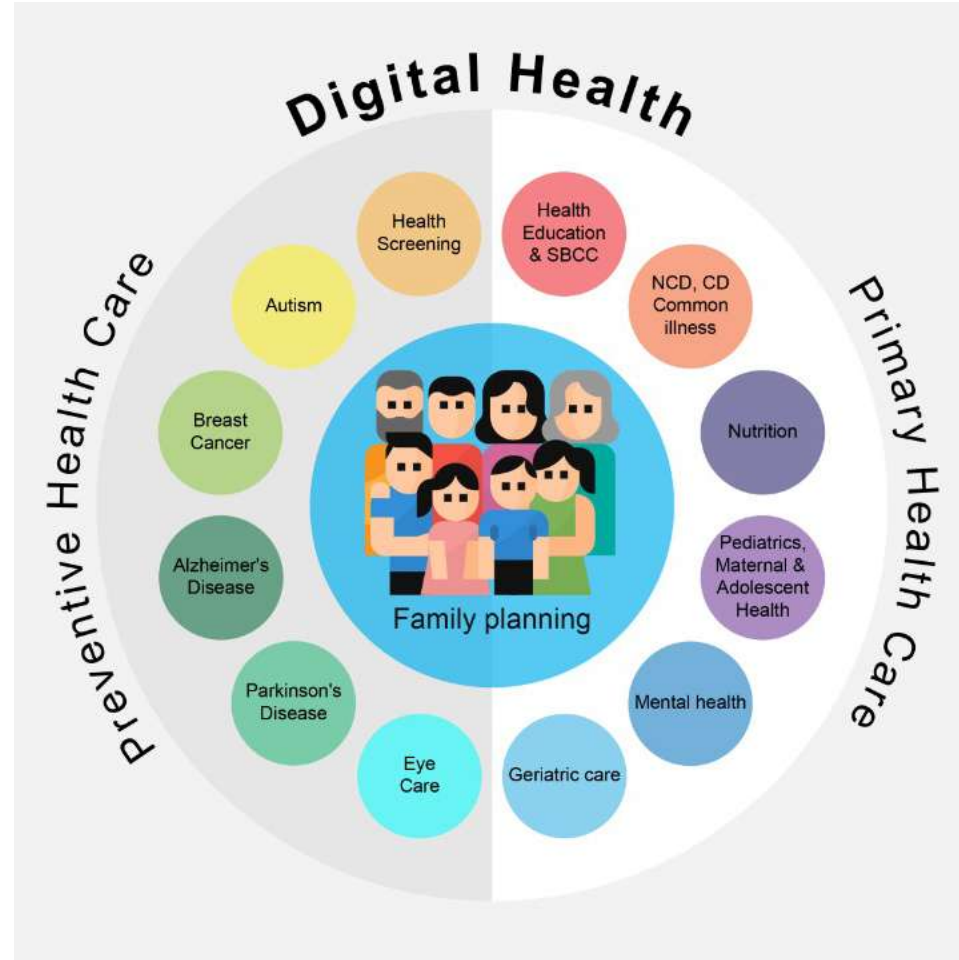 Digital Health
Preventive Health Care
Primary Health Care
Health
Screening
Autism
Breast
Cancer
Alzheimer's
Disease
Parkinson's
Disease
Eye
Care
Health
Education
& SBCC
NCD, CD
Common
illness
Nutrition
Pediatrics,
Maternal &
Adolescent
Health
Mental health
Geriatric care
Family planning